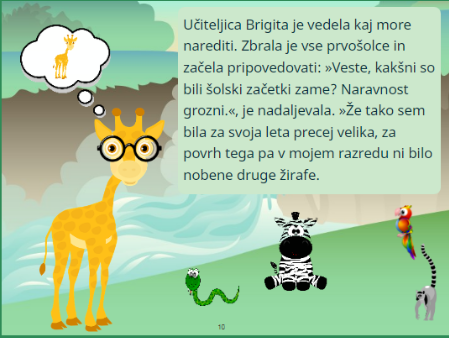 Učiteljica Brigita je vedela kaj more
narediti. Zbrala je vse prvošolce in
začela pripovedovati: »Veste, kakšni so
bili šolski začetki zame? Naravnost
grozni.«, je nadaljevala. »Že tako sem
bila za svoja leta precej velika, za
povrh tega pa v mojem razredu ni bilo
nobene druge žirafe.
10